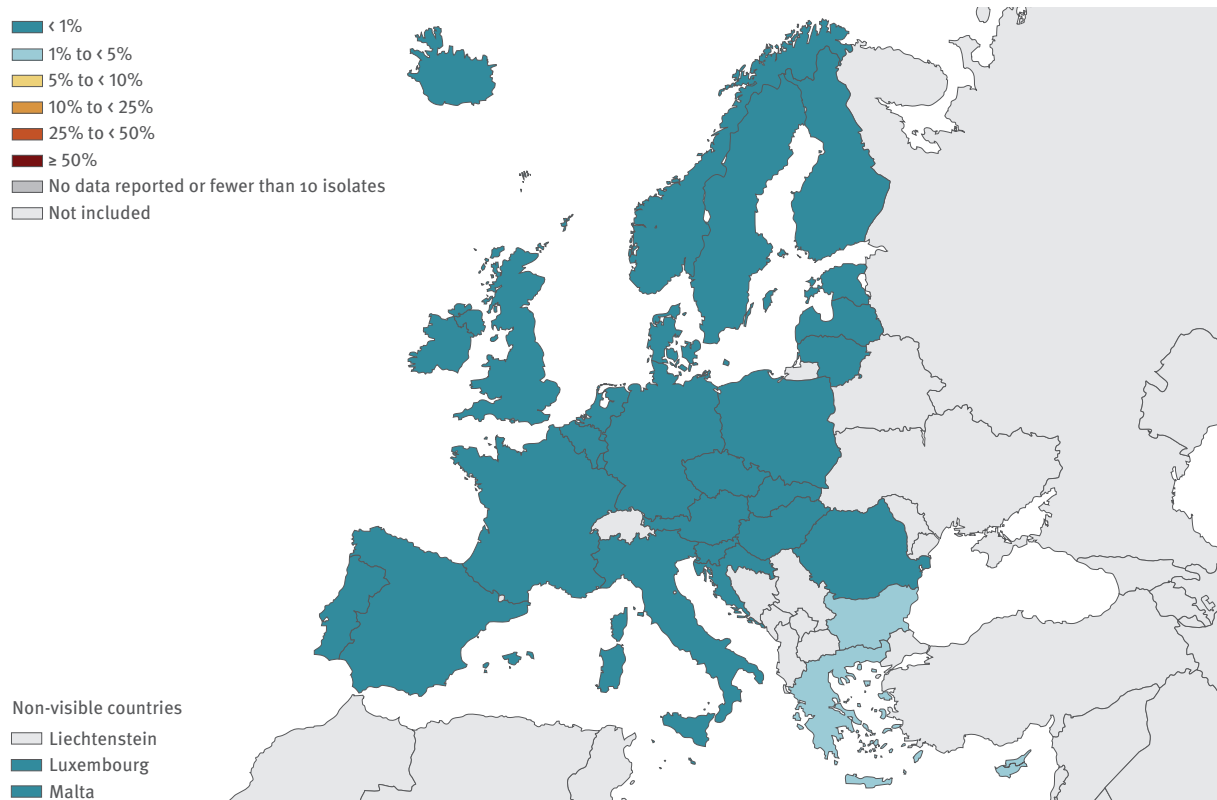 < 1%
1% to < 5%
5% to < 10%
10% to < 25%
25% to < 50%
≥ 50%
No data reported or fewer than 10 isolates
Not included
Non-visible countries
Liechtenstein
Luxembourg
Malta